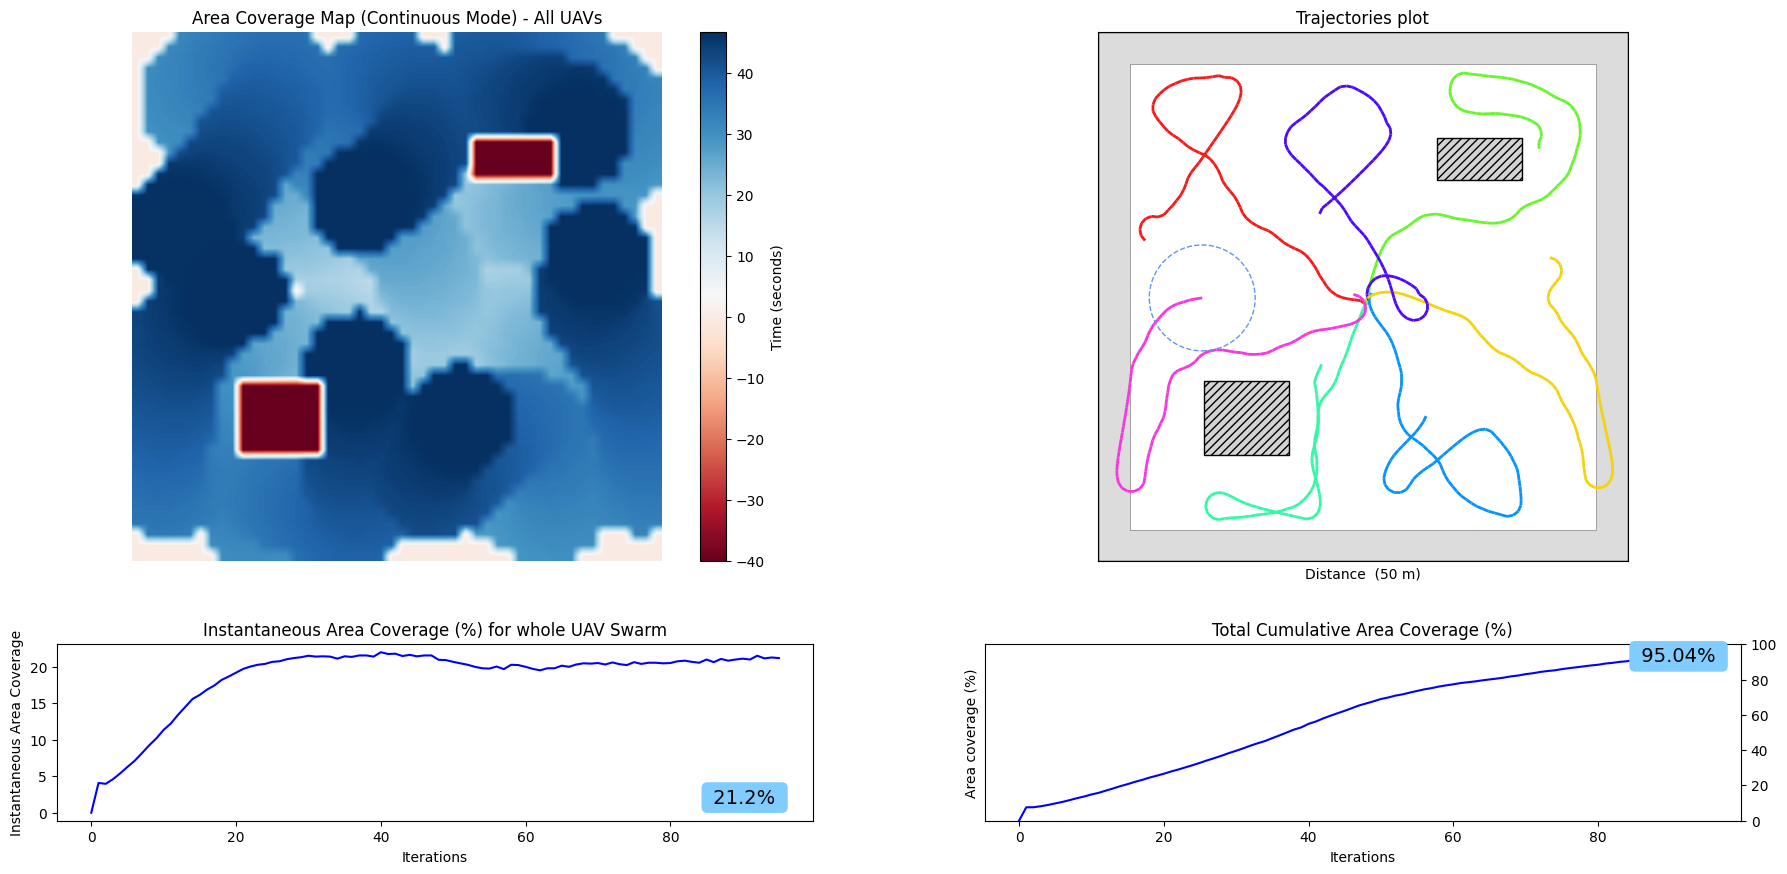 Area Coverage Map (Continuous Mode) - All UAVs
40
30
20
10
0
−10
−20
−30
−40
Time (seconds)
Trajectories plot
Distance  (50 m)
Instantaneous Area Coverage (%) for whole UAV Swarm
Instantaneous Area Coverage
20
15
10
5
0
21.2%
0 20 40 60 80
Iterations
Total Cumulative Area Coverage (%)
Area coverage (%)
95.04%
100
80
60
40
20
0
0 20 40 60 80
Iterations